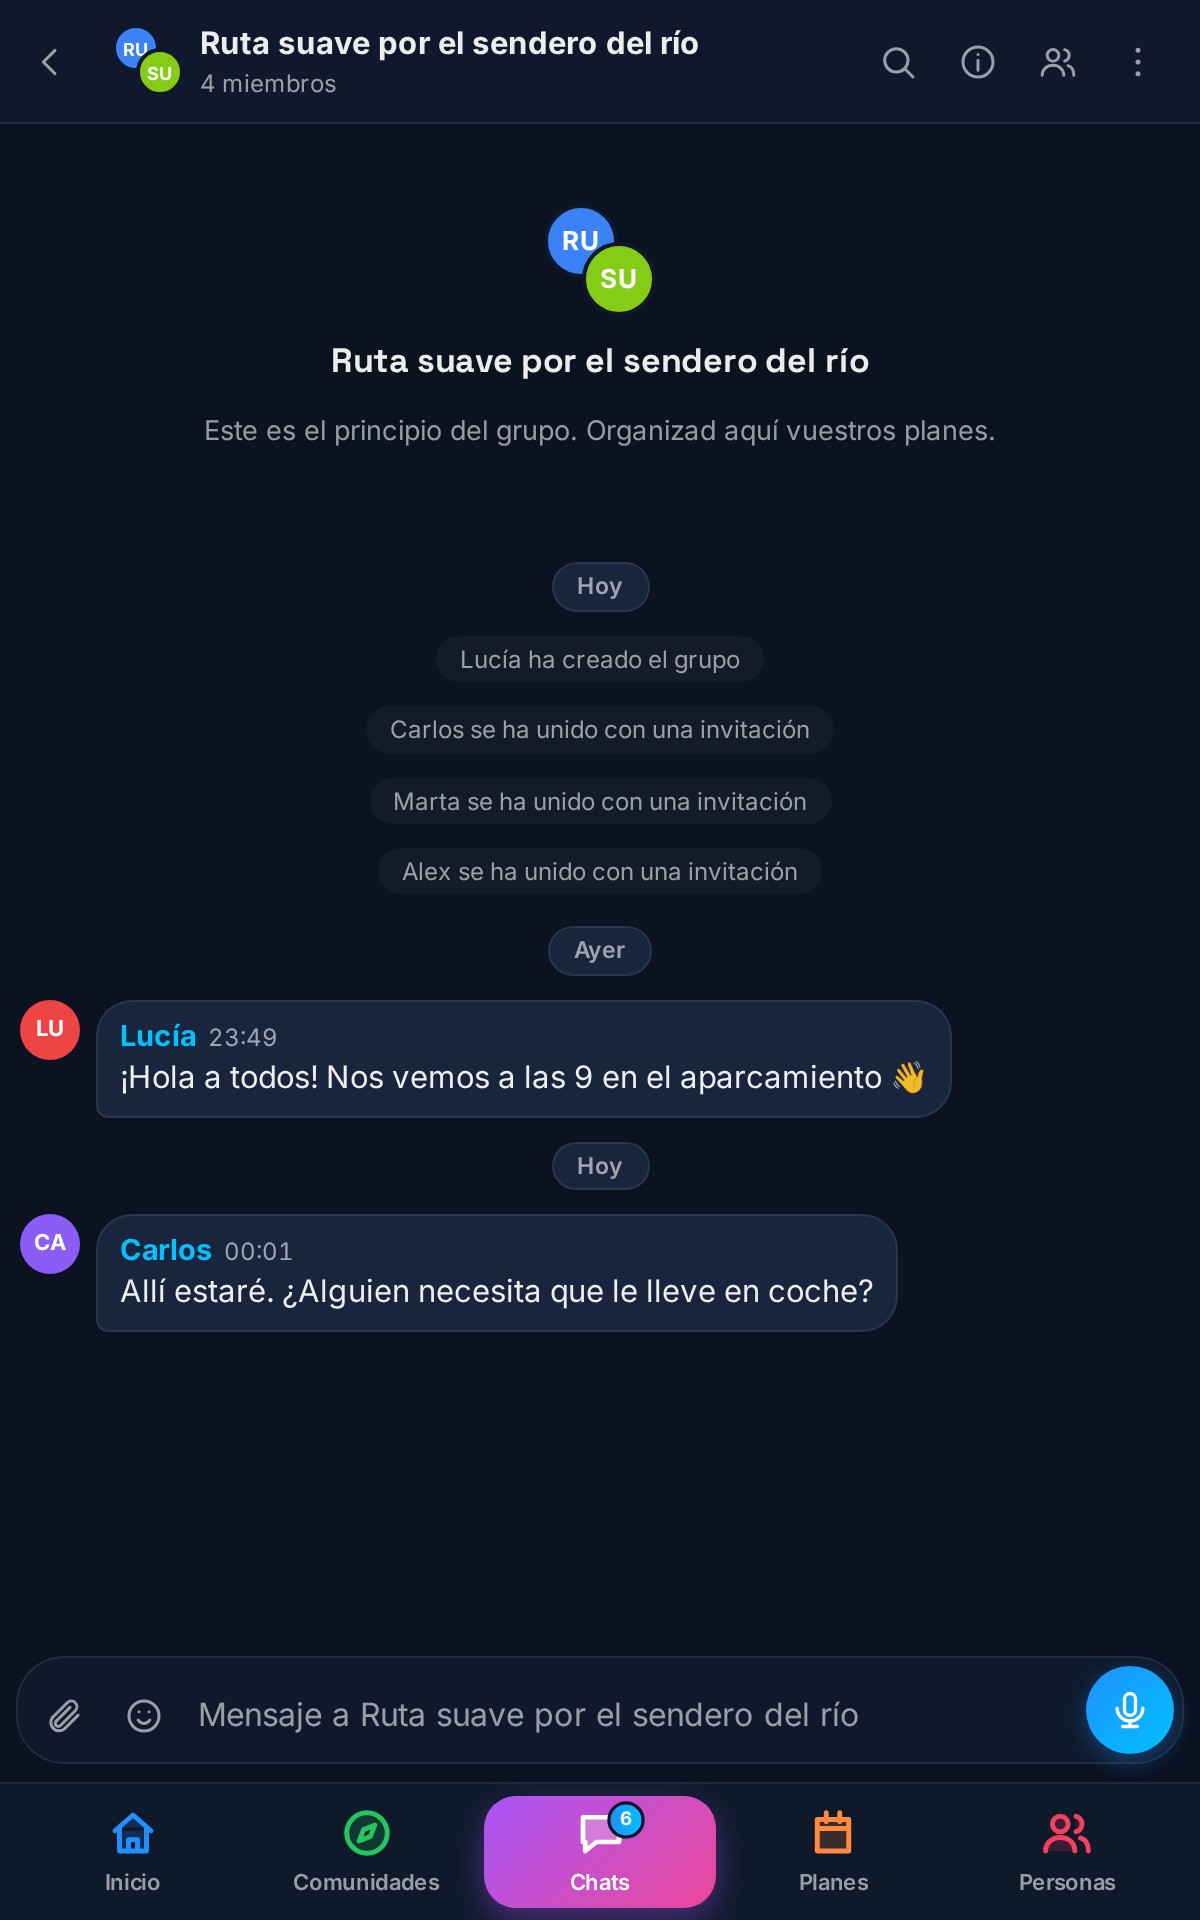 RU
SU
Ruta suave por el sendero del río
4 miembros
RU
SU
Ruta suave por el sendero del río
Este es el principio del grupo. Organizad aquí vuestros planes.
Hoy
Lucía ha creado el grupo
Carlos se ha unido con una invitación
Marta se ha unido con una invitación
Alex se ha unido con una invitación
Ayer
LU
Lucía 23:49
¡Hola a todos! Nos vemos a las 9 en el aparcamiento 👋
Hoy
CA
Carlos 00:01
Allí estaré. ¿Alguien necesita que le lleve en coche?
Mensaje a Ruta suave por el sendero del río
6
Inicio
Comunidades
Chats
Planes
Personas